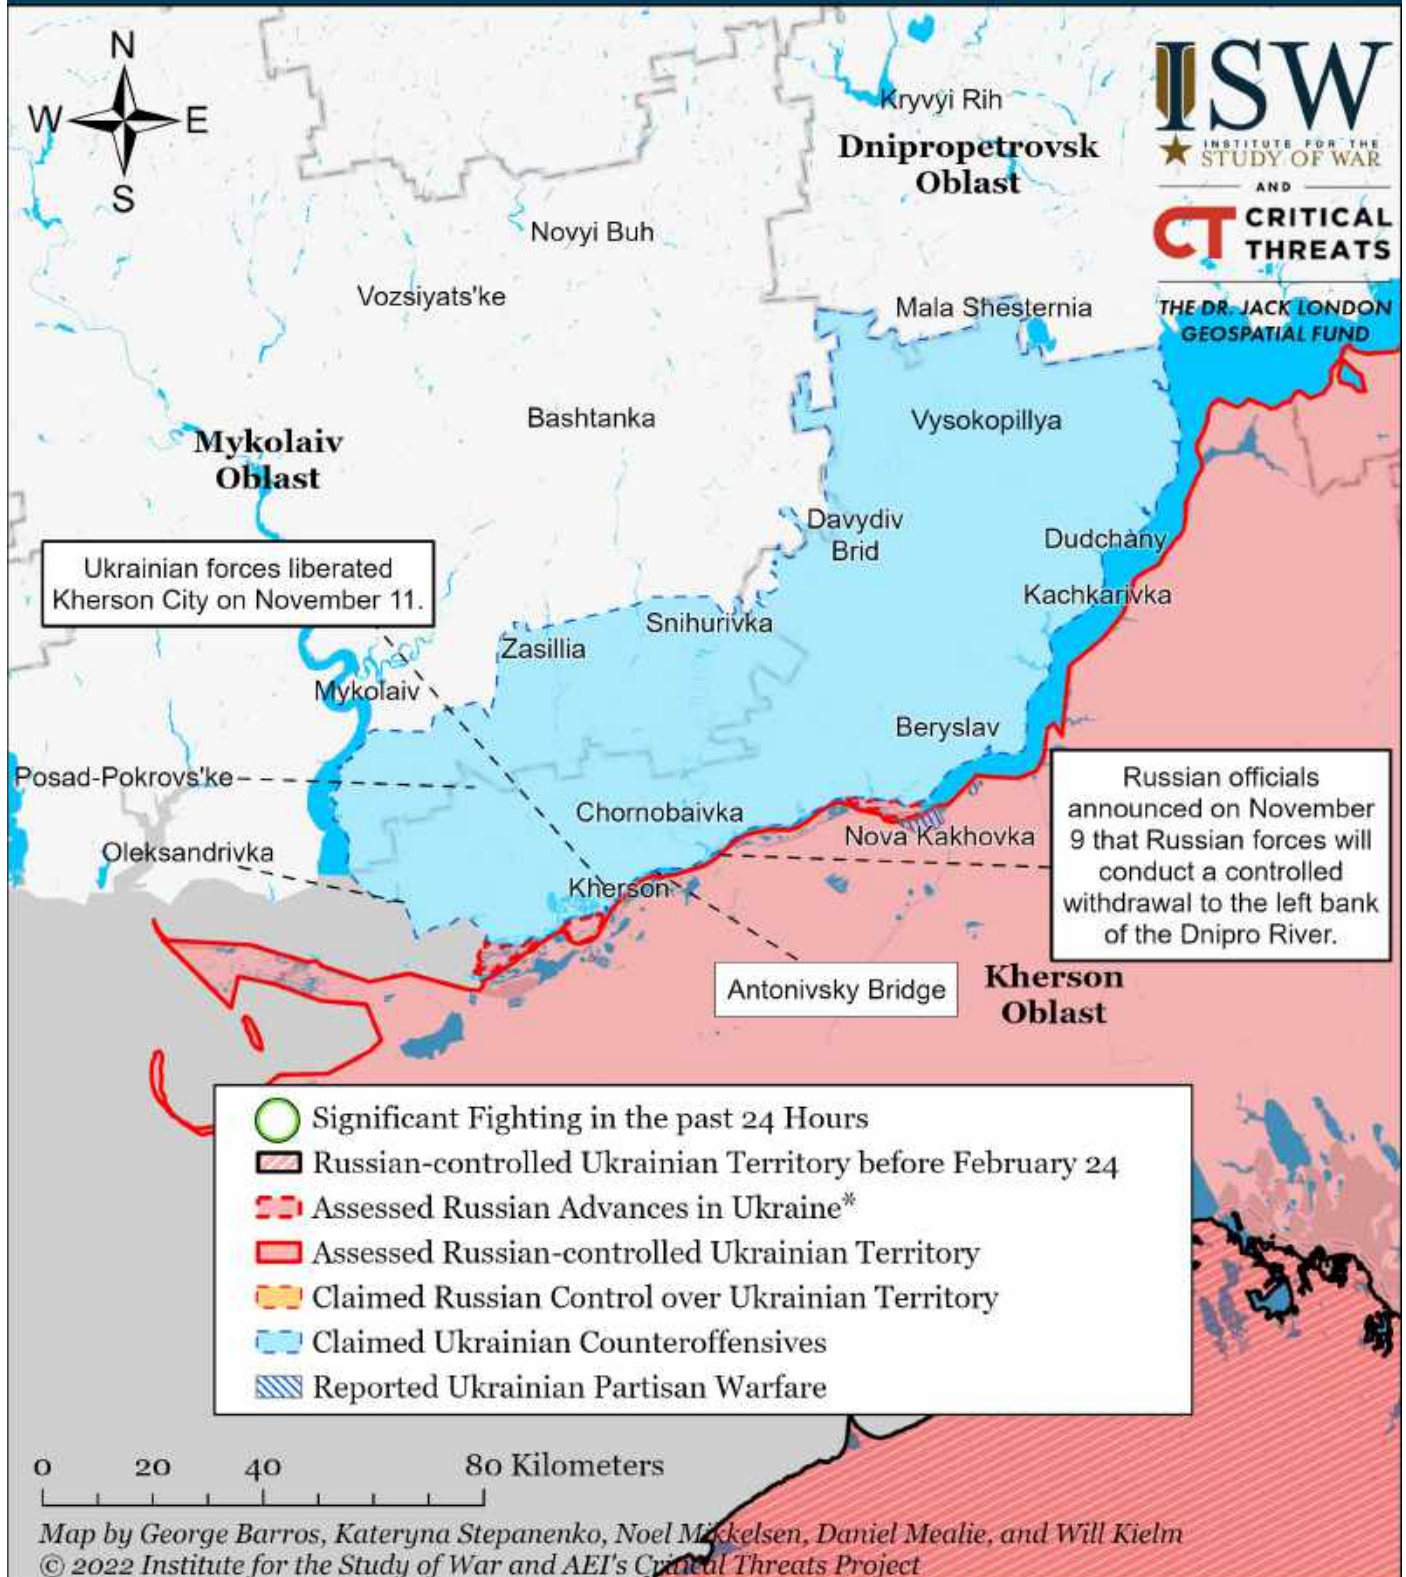 N
W E
S
ISW
INSTITUTE FOR THE
STUDY OF WAR
AND
CT CRITICAL
THREATS
THE DR. JACK LONDON
GEOSPATIAL FUND
Kryvyi Rih
Dnipropetrovsk
Oblast
Novyi Buh
Vozsiyats'ke
Mala Shesternia
Bashtanka
Vysokopillya
Mykolaiv
Oblast
Davydiv
Brid
Dudchany
Ukrainian forces liberated
Kherson City on November 11.
Kachkarivka
Snihurivka
Zasillia
Mykolaiv
Beryslav
Posad-Pokrovs'ke
Chornobaivka
Nova Kakhovka
Russian officials
announced on November
9 that Russian forces will
conduct a controlled
withdrawal to the left bank
of the Dnipro River.
Oleksandrivka
Kherson
Antonivsky Bridge
Kherson
Oblast
Significant Fighting in the past 24 Hours
Russian-controlled Ukrainian Territory before February 24
Assessed Russian Advances in Ukraine*
Assessed Russian-controlled Ukrainian Territory
Claimed Russian Control over Ukrainian Territory
Claimed Ukrainian Counteroffensives
Reported Ukrainian Partisan Warfare
0 20 40 80 Kilometers
Map by George Barros, Kateryna Stepanenko, Noel Mikkelsen, Daniel Mealie, and Will Kielm
© 2022 Institute for the Study of War and AEI's Critical Threats Project